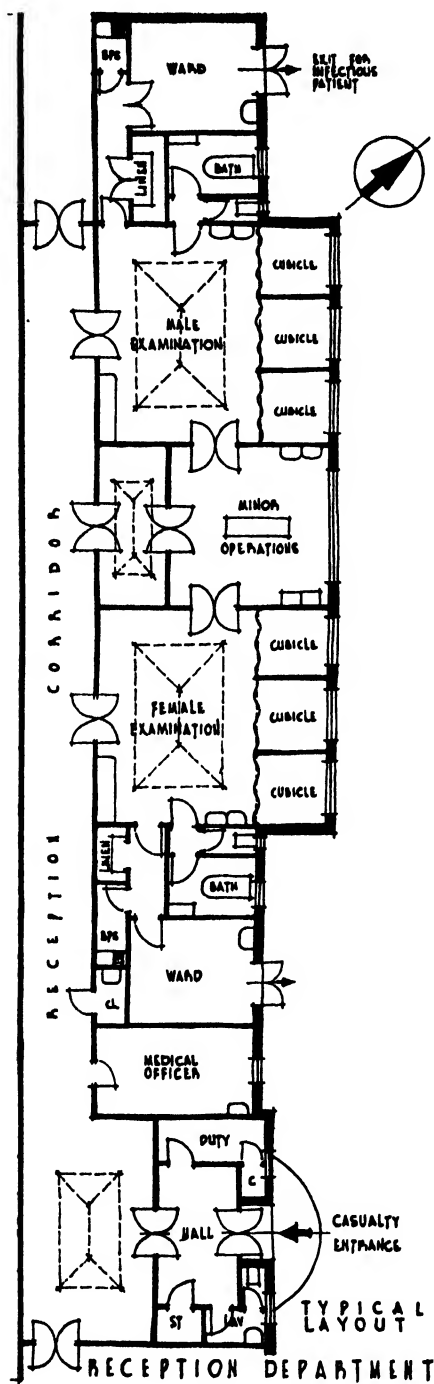 EXIT FOR
INFECTIOUS
PATIENT
BPS
WARD
LINEN
BATH
CUBICLE
MALE
EXAMINATION
CUBICLE
CUBICLE
MINOR
OPERATIONS
CORRIDOR
CUBICLE
FEMALE
EXAMINATION
CUBICLE
CUBICLE
LINEN
BATH
RECEPTION
BPS
WARD
CL
MEDICAL
OFFICER
DUTY
C
HALL
CASUALTY
ENTRANCE
ST
LAV
TYPICAL
LAYOUT
RECEPTION DEPARTMENT